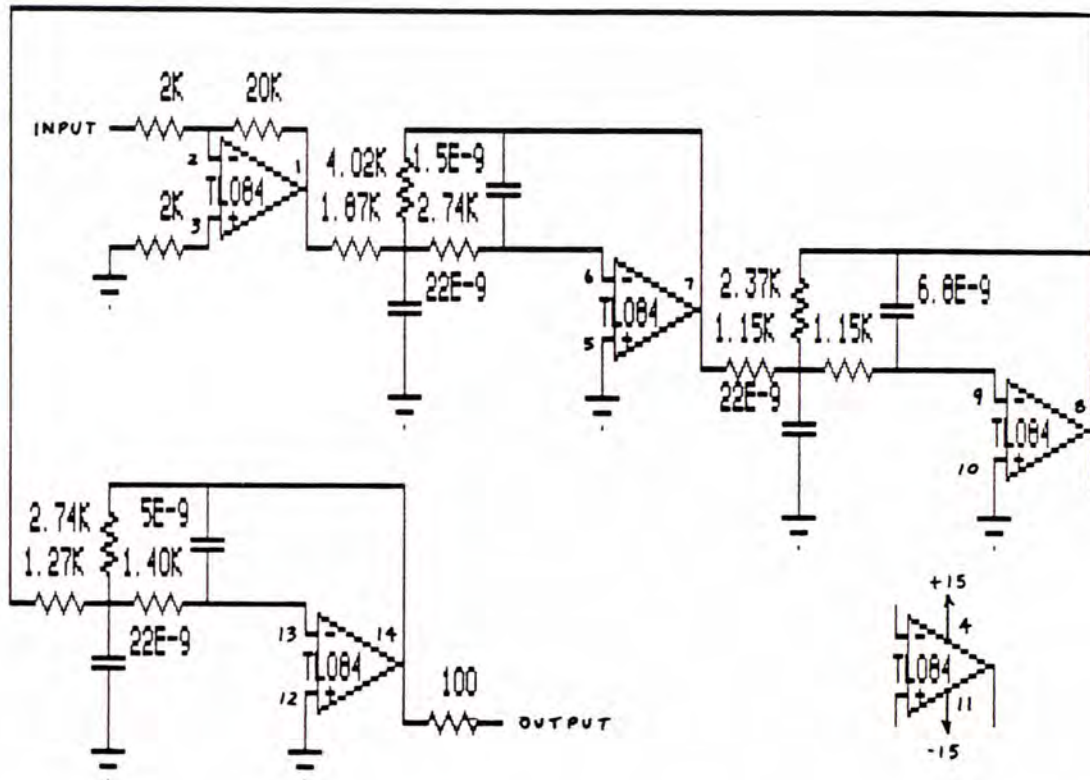 2K
20K
INPUT
2
1
TL084
3
2K
4.02K
1.5E-9
1.87K
2.74K
22E-9
6
7
TL084
5
2.37K
6.8E-9
1.15K
1.15K
22E-9
9
8
TL084
10
2.74K
5E-9
1.27K
1.40K
22E-9
13
14
TL084
12
100
OUTPUT
+15
4
TL084
11
-15